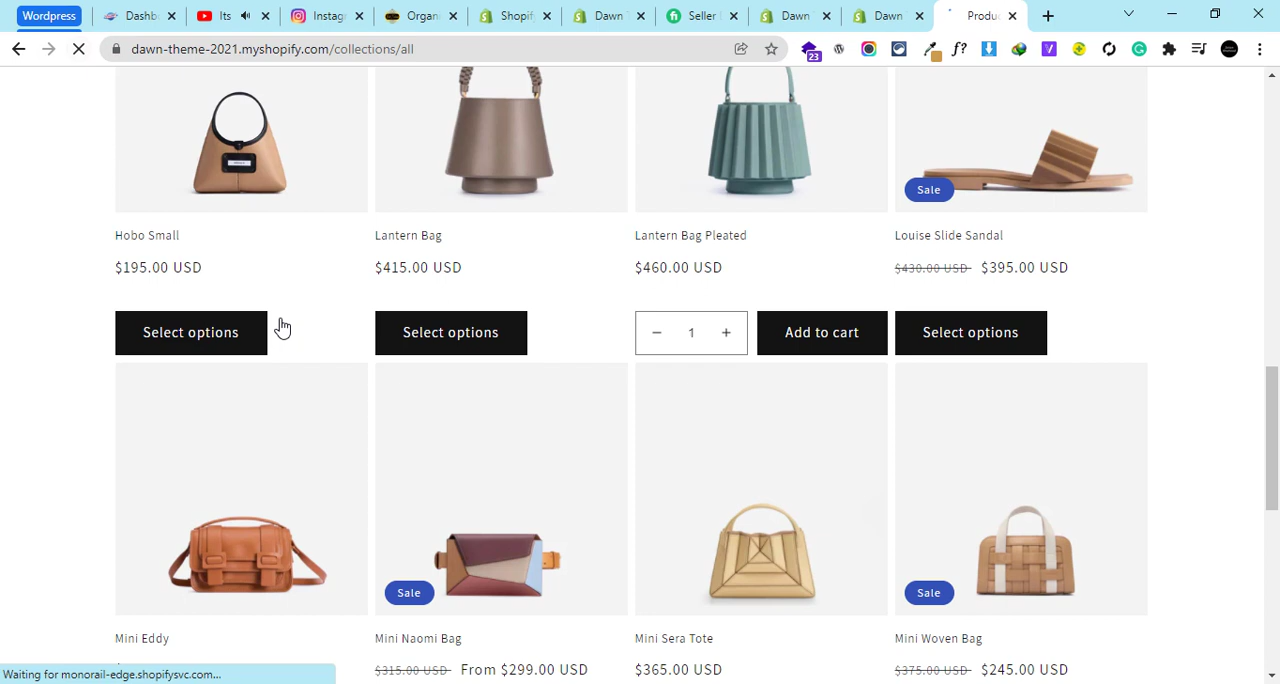 Wordpress Dashb Its Instag Organ Shopif Dawn T Seller Dawn Dawn Produc
dawn-theme-2021.myshopify.com/collections/all
23
f?
Sale
Hobo Small Lantern Bag Lantern Bag Pleated Louise Slide Sandal
$195.00 USD $415.00 USD $460.00 USD $430.00 USD $395.00 USD
Select options Select options − 1 + Add to cart Select options
Sale Sale
Mini Eddy Mini Naomi Bag Mini Sera Tote Mini Woven Bag
$315.00 USD From $299.00 USD $365.00 USD $375.00 USD $245.00 USD
Waiting for monorail-edge.shopifysvc.com...